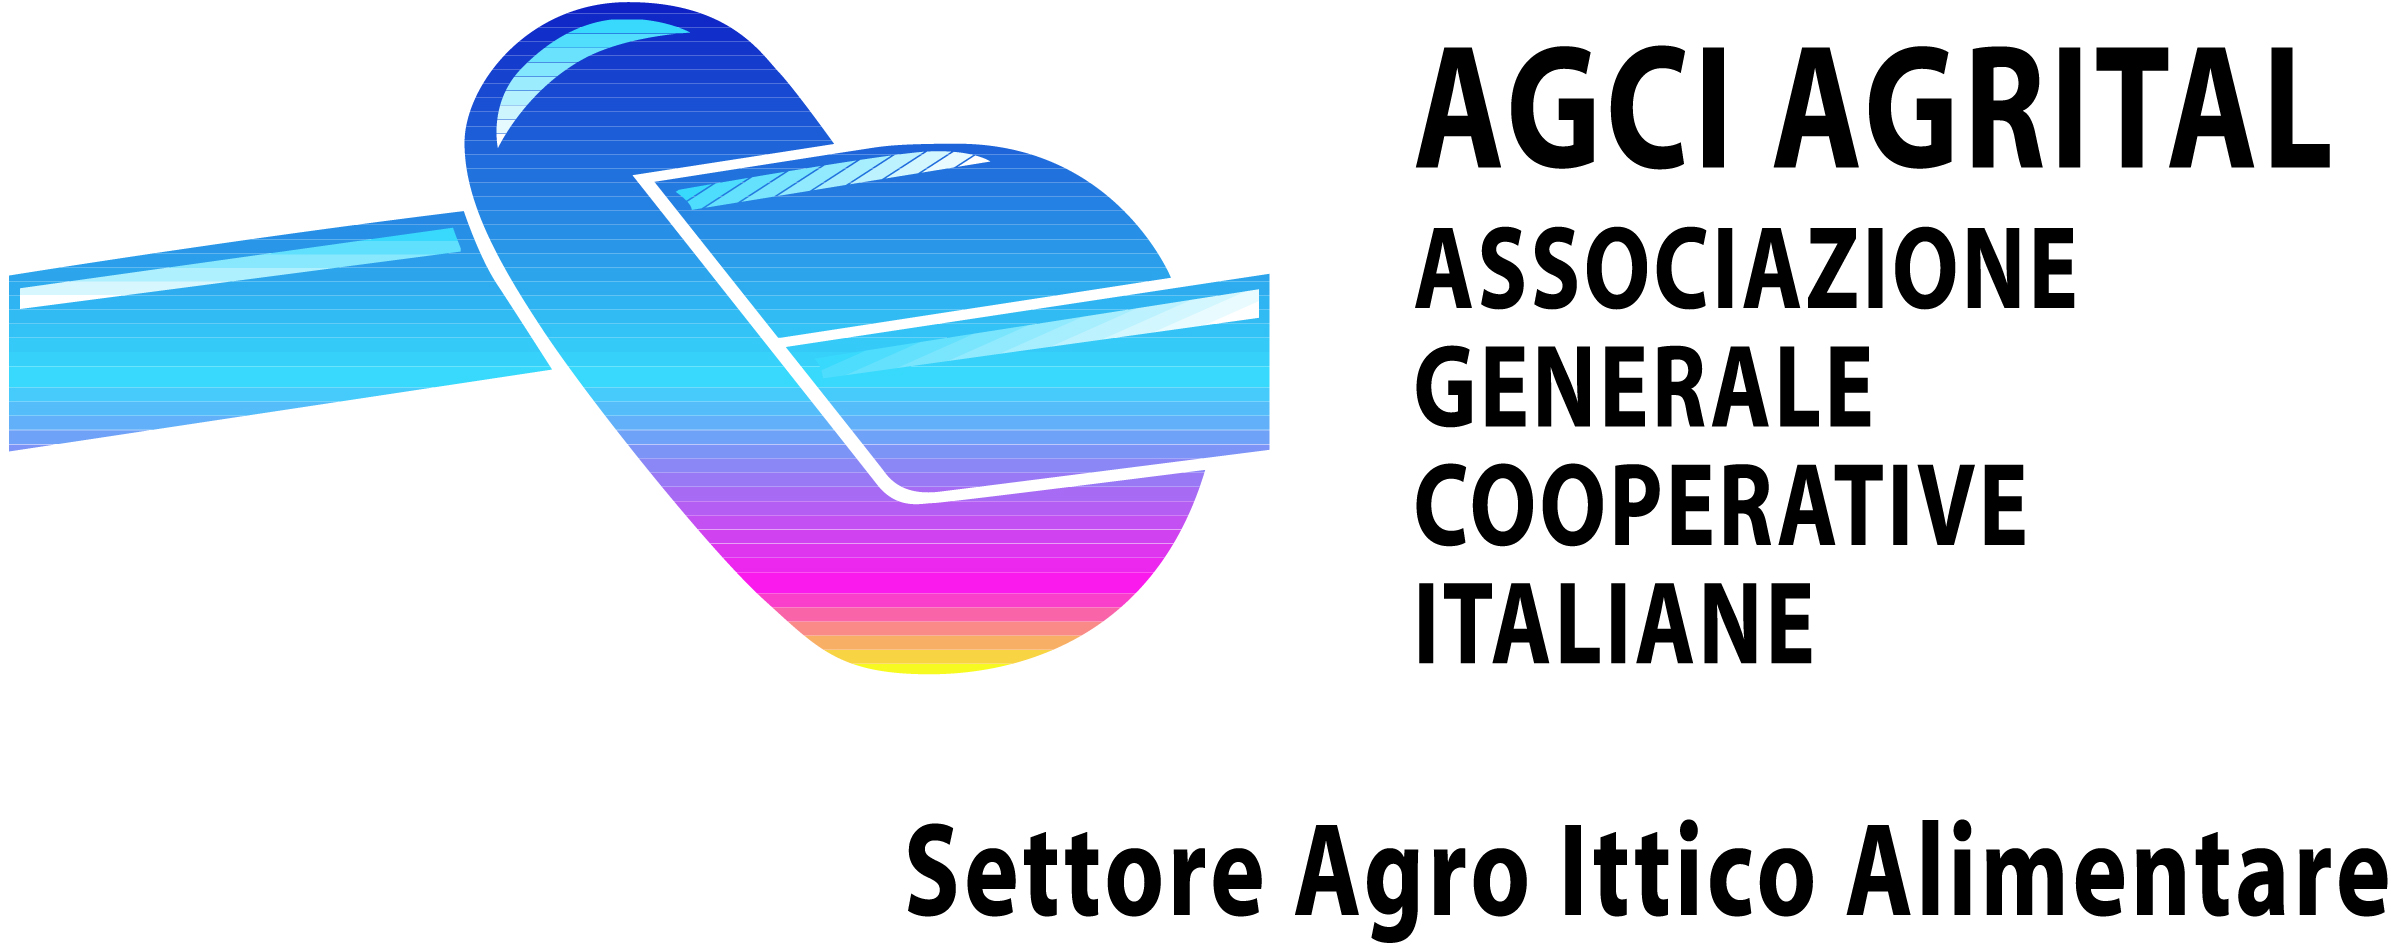 AGCI AGRITAL
ASSOCIAZIONE
GENERALE
COOPERATIVE
ITALIANE
Settore Agro Ittico Alimentare